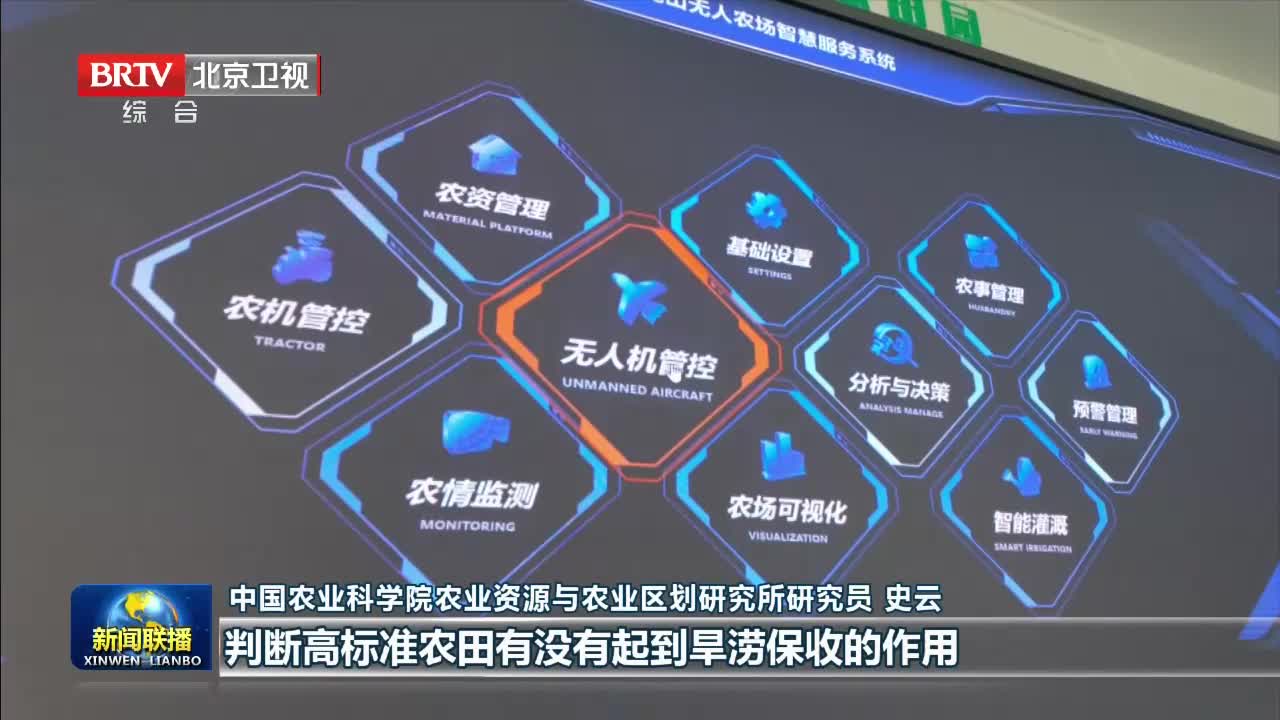 BRTV 北京卫视
综 合
山无人农场智慧服务系统
农资管理
MATERIAL PLATFORM
基础设置
SETTINGS
农事管理
HUSBANDRY
农机管控
TRACTOR
无人机管控
UNMANNED AIRCRAFT
分析与决策
ANALYSIS MANAGE
预警管理
EARLY WARNING
农情监测
MONITORING
农场可视化
VISUALIZATION
智能灌溉
SMART IRRIGATION
中国农业科学院农业资源与农业区划研究所研究员 史云
新闻联播
XINWEN LIANBO
判断高标准农田有没有起到旱涝保收的作用